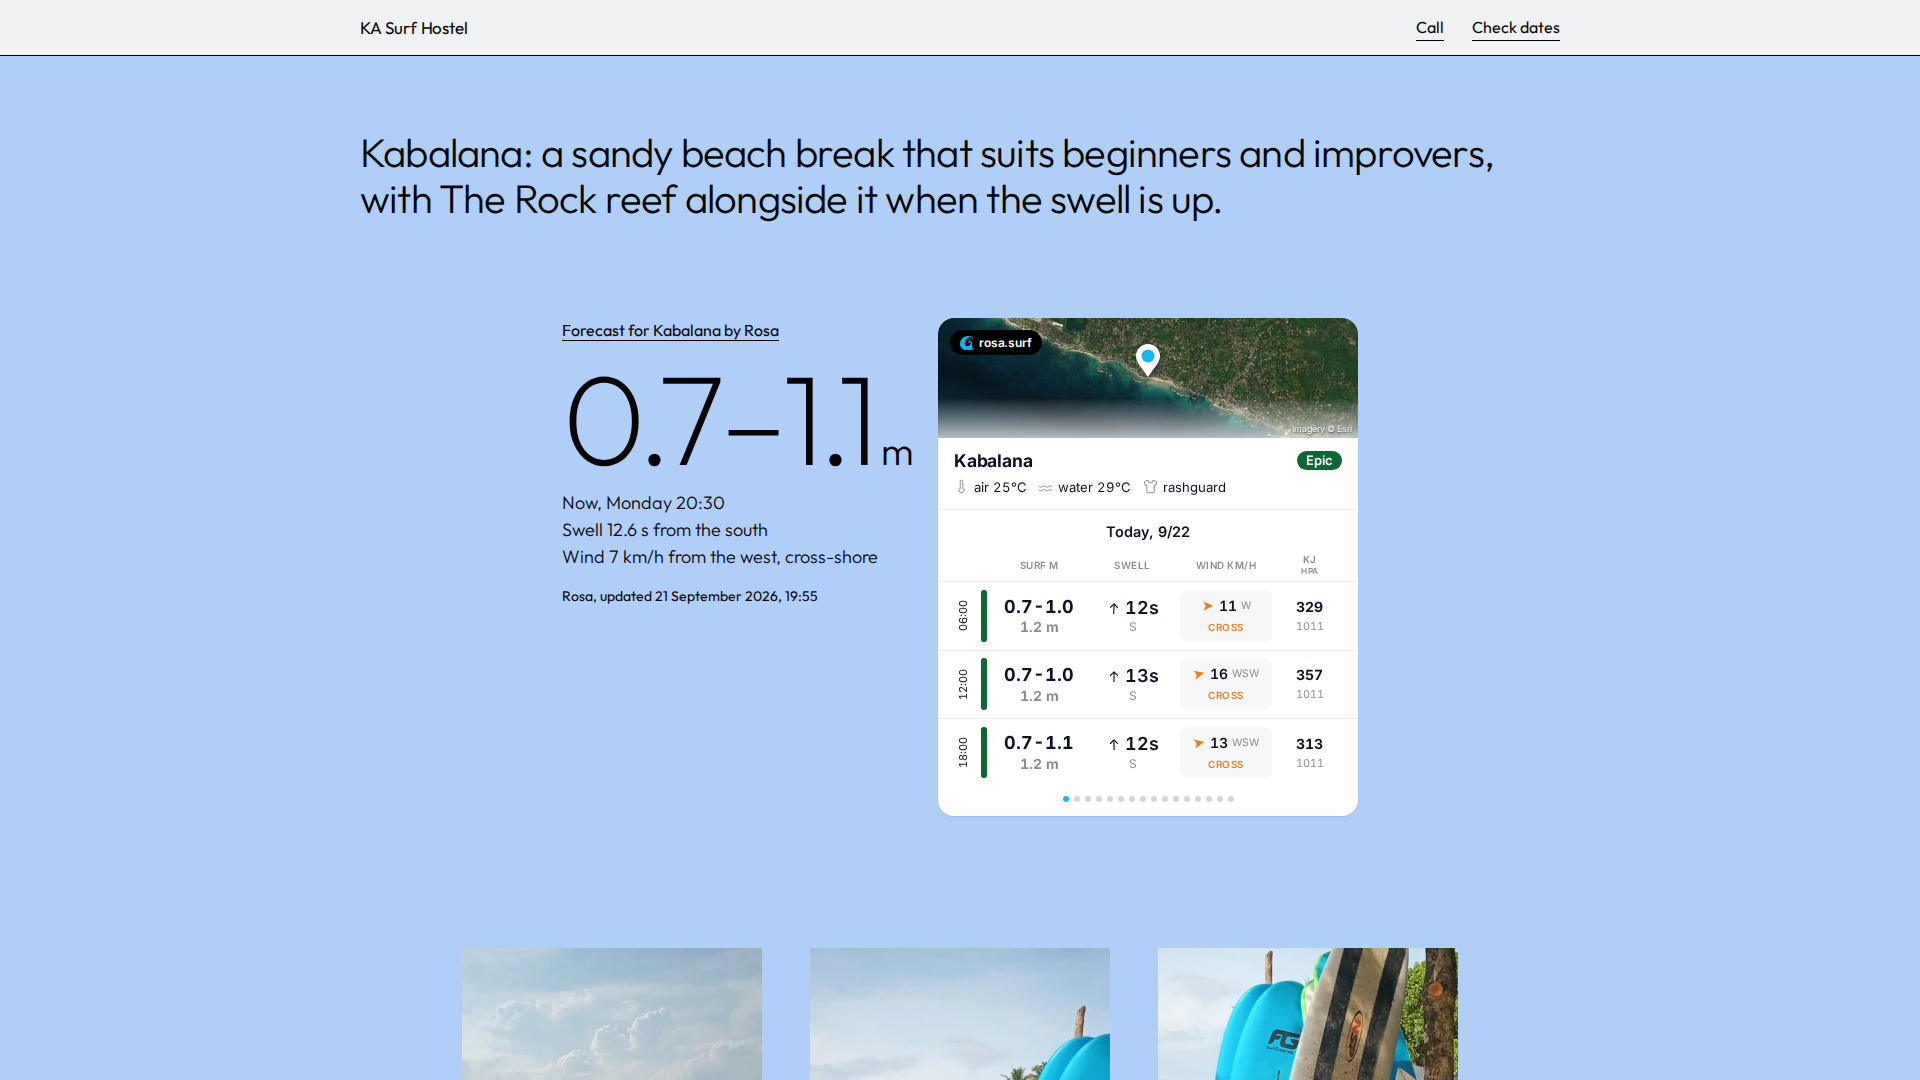 KA Surf Hostel
Call
Check dates
Kabalana: a sandy beach break that suits beginners and improvers,
with The Rock reef alongside it when the swell is up.
Forecast for Kabalana by Rosa
0.7–1.1 m
Now, Monday 20:30
Swell 12.6 s from the south
Wind 7 km/h from the west, cross-shore
Rosa, updated 21 September 2026, 19:55
rosa.surf
Imagery © Esri
Kabalana
Epic
air 25°C water 29°C rashguard
Today, 9/22
SURF M SWELL WIND KM/H KJ
HPA
06:00 0.7-1.0 12s 11 W 329
1.2 m S CROSS 1011
12:00 0.7-1.0 13s 16 WSW 357
1.2 m S CROSS 1011
18:00 0.7-1.1 12s 13 WSW 313
1.2 m S CROSS 1011
FG